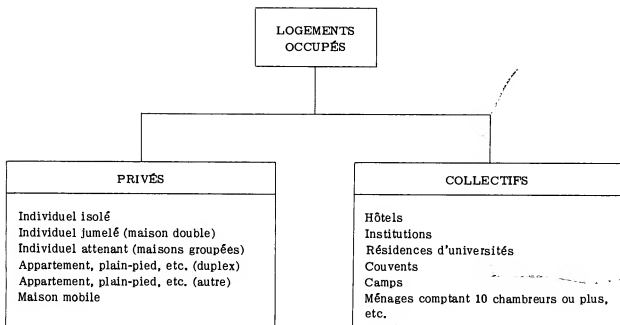 LOGEMENTS
OCCUPÉS
PRIVÉS
Individuel isolé
Individuel jumelé (maison double)
Individuel attenant (maisons groupées)
Appartement, plain-pied, etc. (duplex)
Appartement, plain-pied, etc. (autre)
Maison mobile
COLLECTIFS
Hôtels
Institutions
Résidences d'universités
Couvents
Camps
Ménages comptant 10 chambreurs ou plus,
etc.